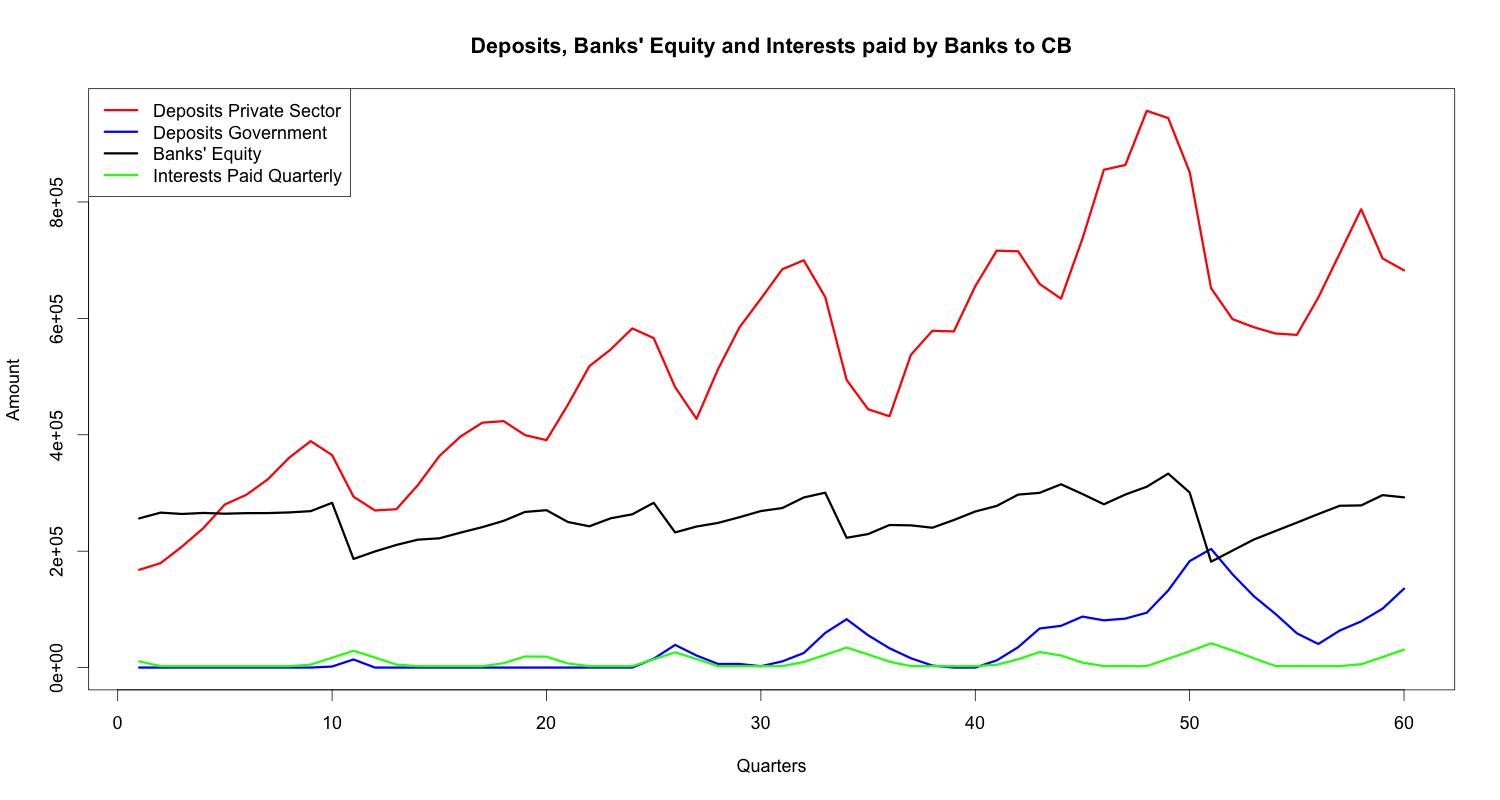 Deposits, Banks' Equity and Interests paid by Banks to CB
Deposits Private Sector
Deposits Government
Banks' Equity
Interests Paid Quarterly
8e+05
6e+05
4e+05
2e+05
0e+00
Amount
0 10 20 30 40 50 60
Quarters